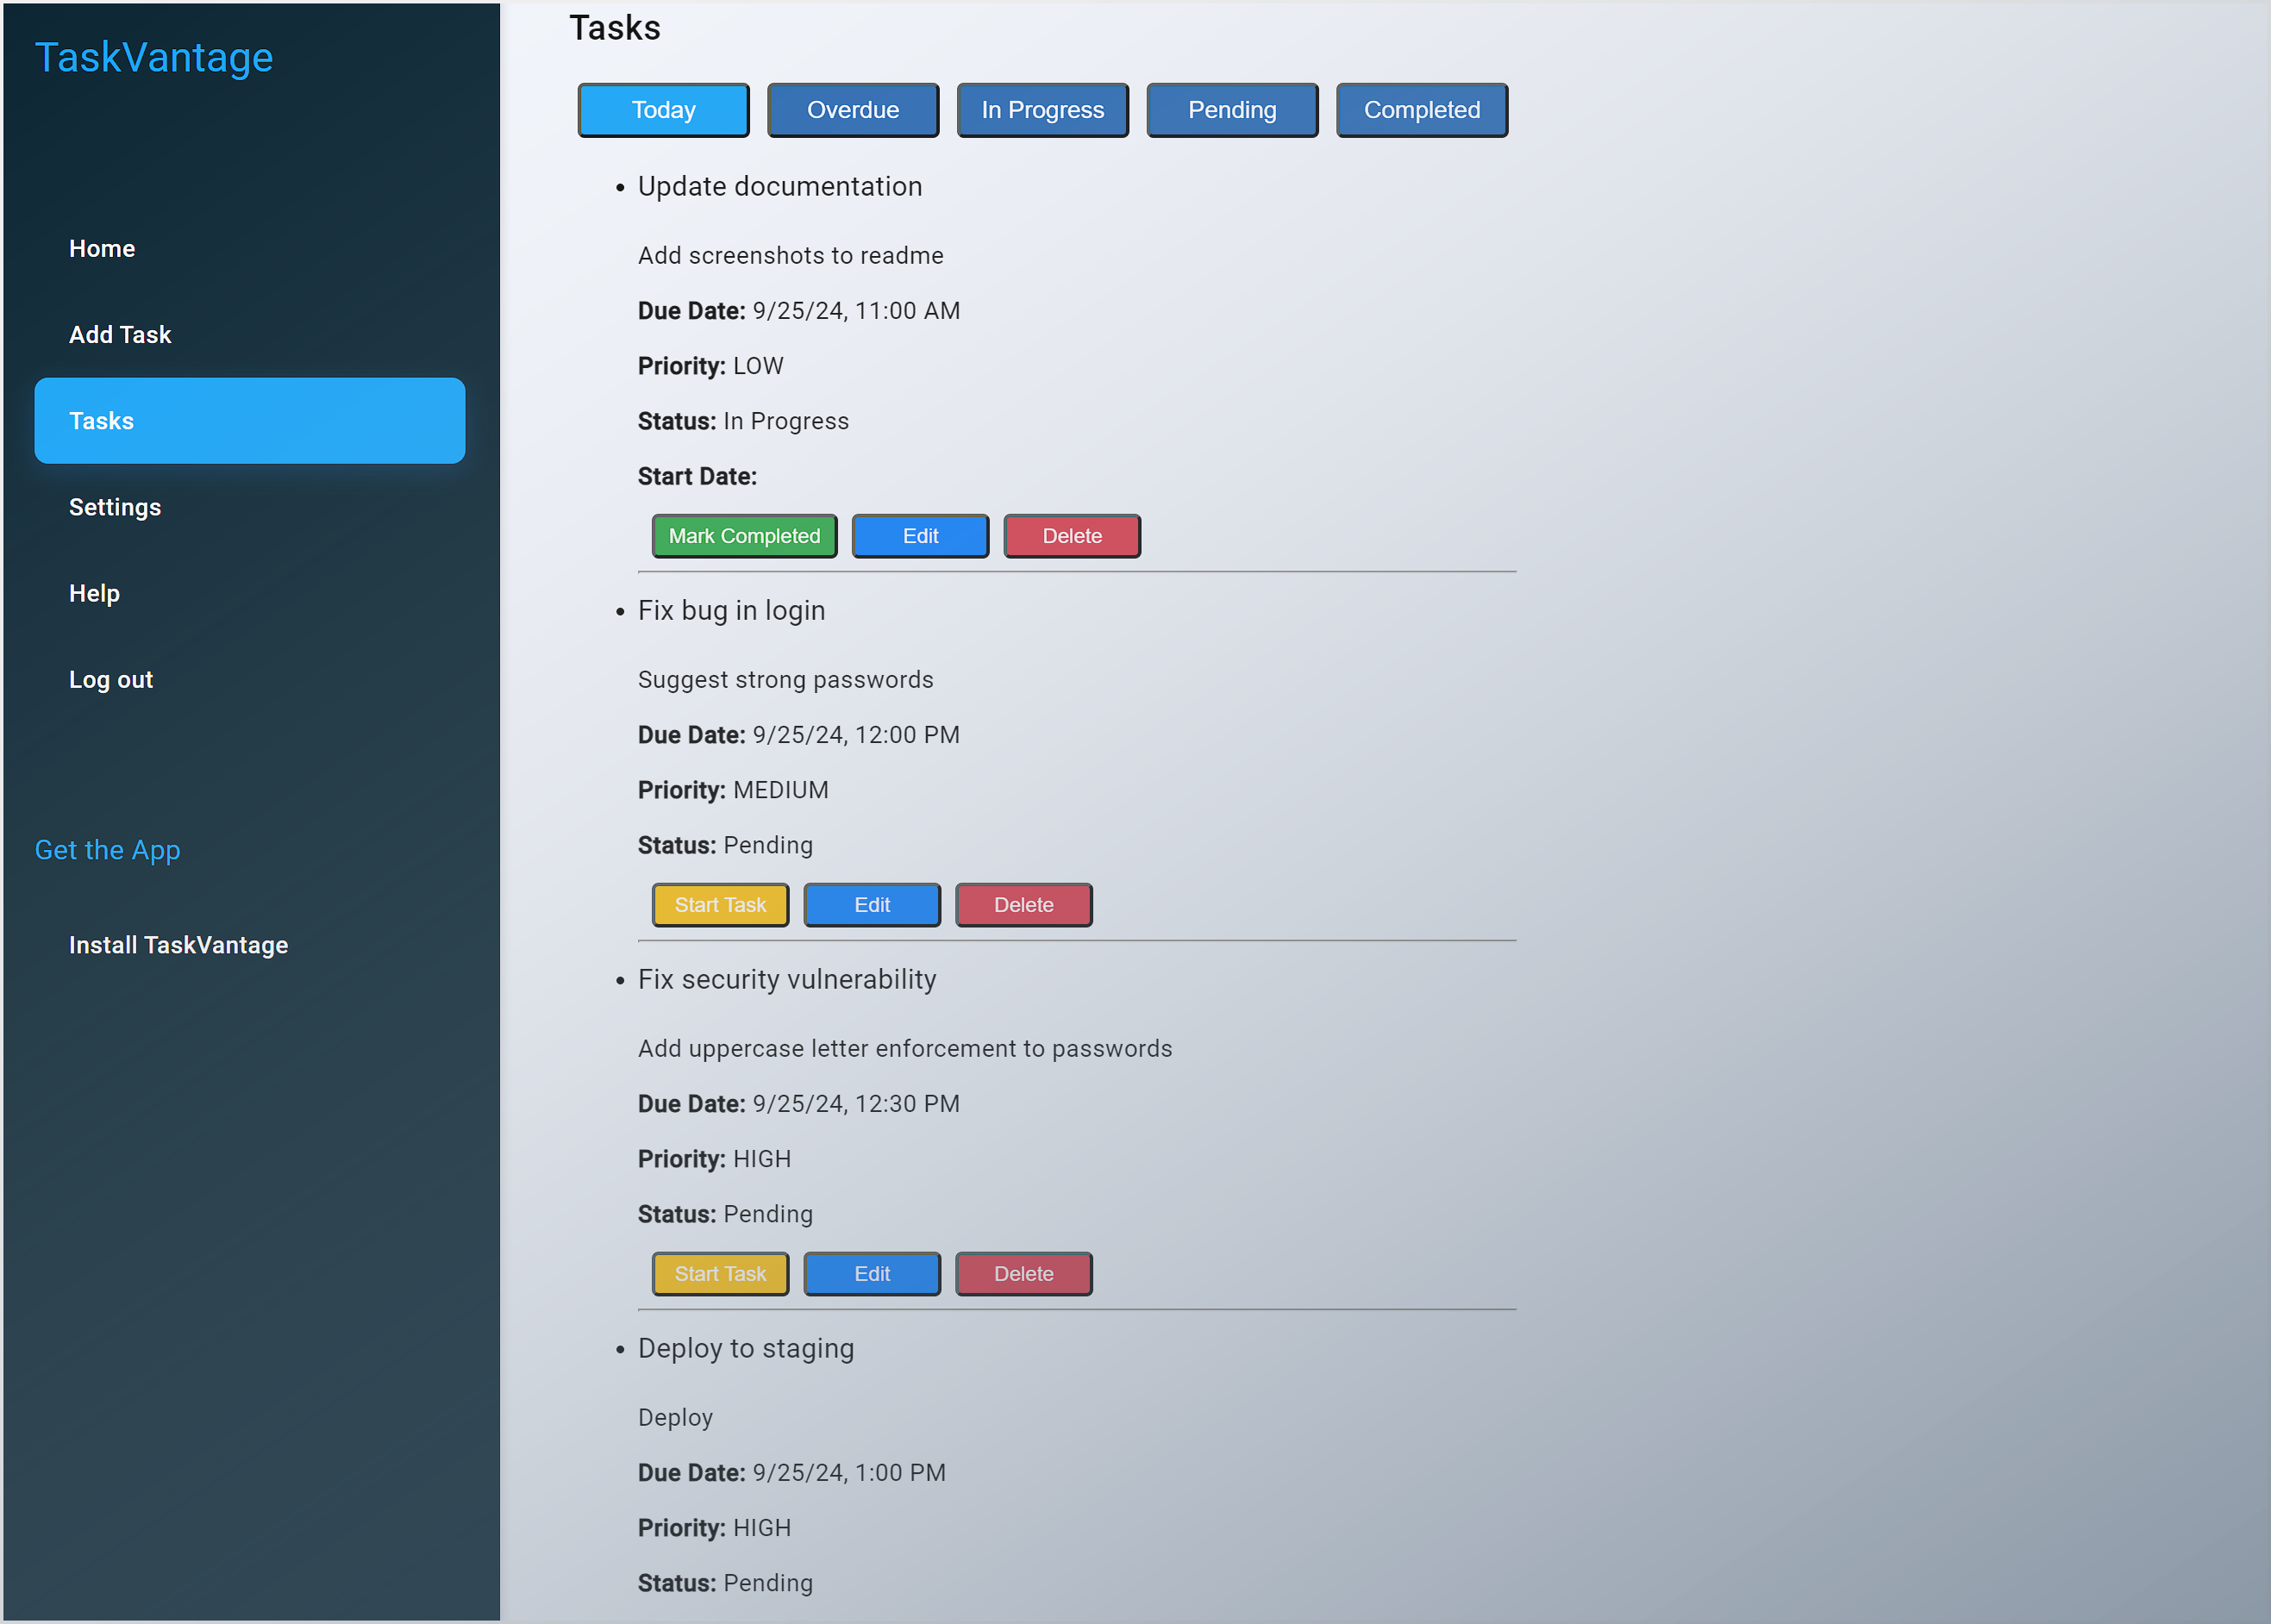 TaskVantage
Home
Add Task
Tasks
Settings
Help
Log out
Get the App
Install TaskVantage
Tasks
Today Overdue In Progress Pending Completed
• Update documentation
Add screenshots to readme
Due Date: 9/25/24, 11:00 AM
Priority: LOW
Status: In Progress
Start Date:
Mark Completed Edit Delete
• Fix bug in login
Suggest strong passwords
Due Date: 9/25/24, 12:00 PM
Priority: MEDIUM
Status: Pending
Start Task Edit Delete
• Fix security vulnerability
Add uppercase letter enforcement to passwords
Due Date: 9/25/24, 12:30 PM
Priority: HIGH
Status: Pending
Start Task Edit Delete
• Deploy to staging
Deploy
Due Date: 9/25/24, 1:00 PM
Priority: HIGH
Status: Pending